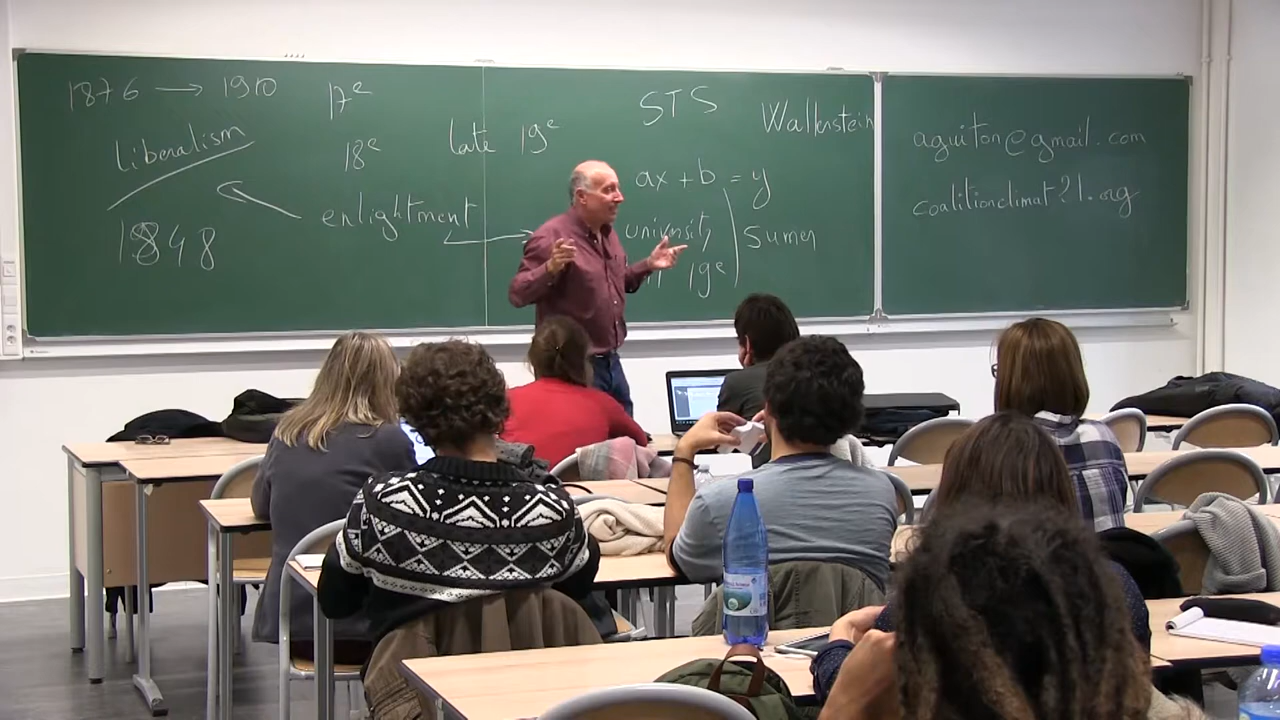 1876 → 1910
liberalism
1848
17e
18e
enlightment
late 19e
STS
Wallenstein
ax + b = y
university
19e
Sumer
aguiton@gmail.com
coalitionclimat21.org